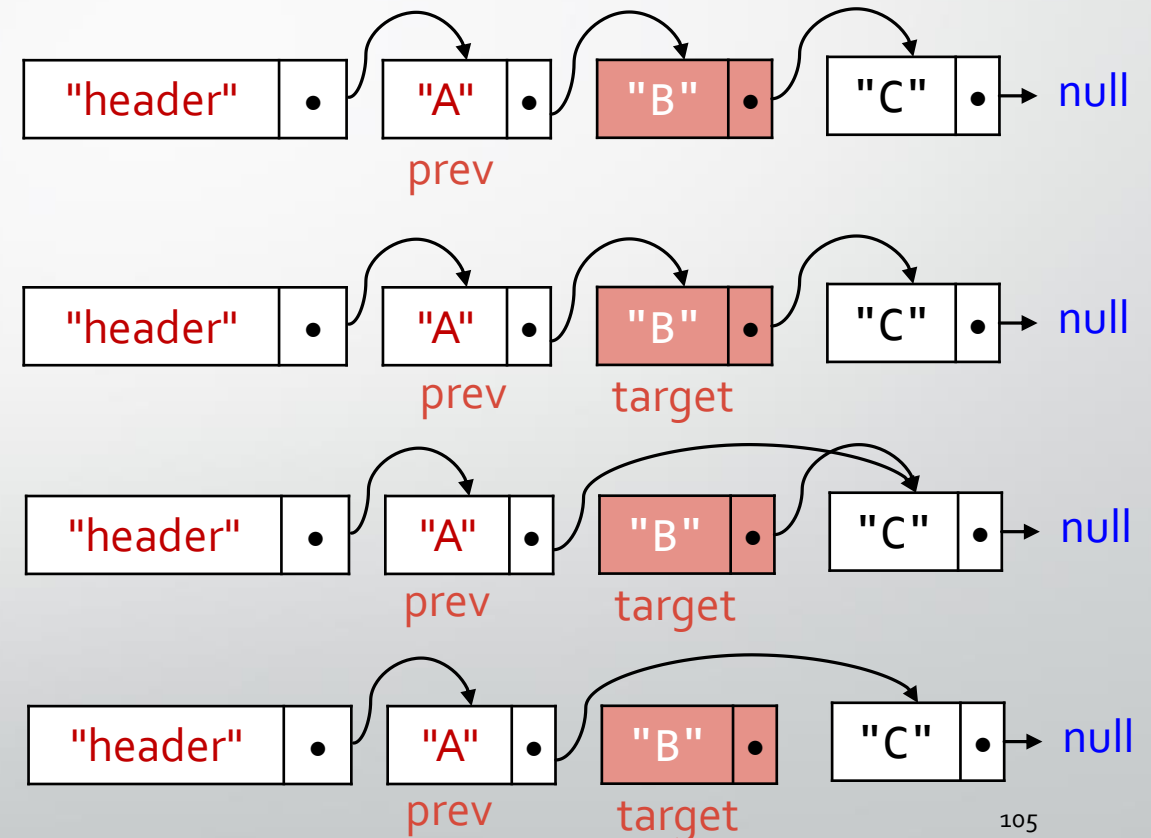 "header" "A" "B" "C" null
prev
"header" "A" "B" "C" null
prev target
"header" "A" "B" "C" null
prev target
"header" "A" "B" "C" null
prev target
105